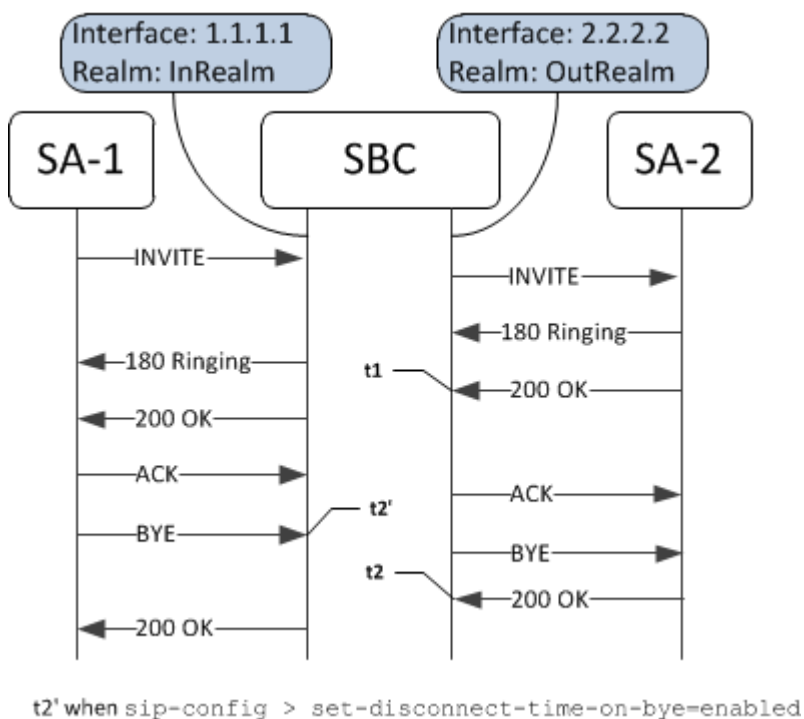 Interface: 1.1.1.1
Realm: InRealm
Interface: 2.2.2.2
Realm: OutRealm
SA-1
SBC
SA-2
INVITE
INVITE
180 Ringing
180 Ringing
t1
200 OK
200 OK
ACK
ACK
t2'
BYE
BYE
t2
200 OK
200 OK
t2' when sip-config > set-disconnect-time-on-bye=enabled